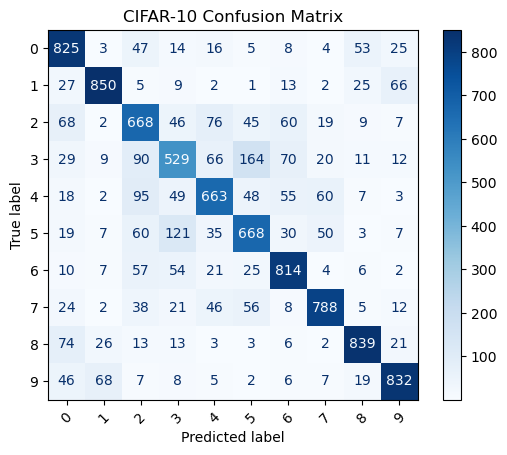 CIFAR-10 Confusion Matrix
0 825 3 47 14 16 5 8 4 53 25
1 27 850 5 9 2 1 13 2 25 66
2 68 2 668 46 76 45 60 19 9 7
3 29 9 90 529 66 164 70 20 11 12
4 18 2 95 49 663 48 55 60 7 3
5 19 7 60 121 35 668 30 50 3 7
6 10 7 57 54 21 25 814 4 6 2
7 24 2 38 21 46 56 8 788 5 12
8 74 26 13 13 3 3 6 2 839 21
9 46 68 7 8 5 2 6 7 19 832
0 1 2 3 4 5 6 7 8 9
Predicted label
True label
800
700
600
500
400
300
200
100